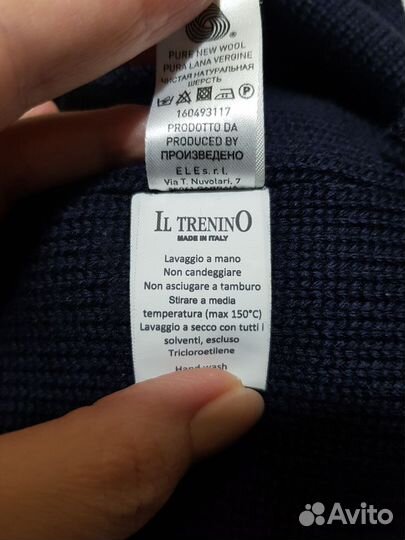 PURE NEW WOOL
PURA LANA VERGINE
ЧИСТАЯ НАТУРАЛЬНАЯ
ШЕРСТЬ
160493117
PRODOTTO DA
PRODUCED BY
ПРОИЗВЕДЕНО
ELE s.r.l.
Via T. Nuvolari, 7
IL TRENINO
MADE IN ITALY
Lavaggio a mano
Non candeggiare
Non asciugare a tamburo
Stirare a media
temperatura (max 150°C)
Lavaggio a secco con tutti i
solventi, escluso
Tricloroetilene
Hand wash
Avito